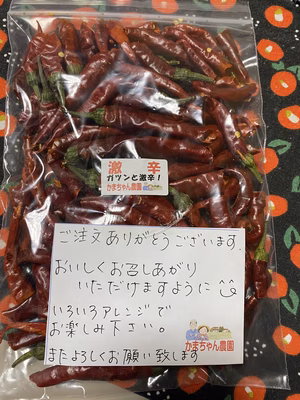 激辛
ガツンと激辛!
かまちゃん農園
ご注文ありがとうございます。
おいしくお召しあがり
いただけますように
いろいろアレンジで
お楽しみ下さい。
またよろしくお願い致します
かまちゃん農園